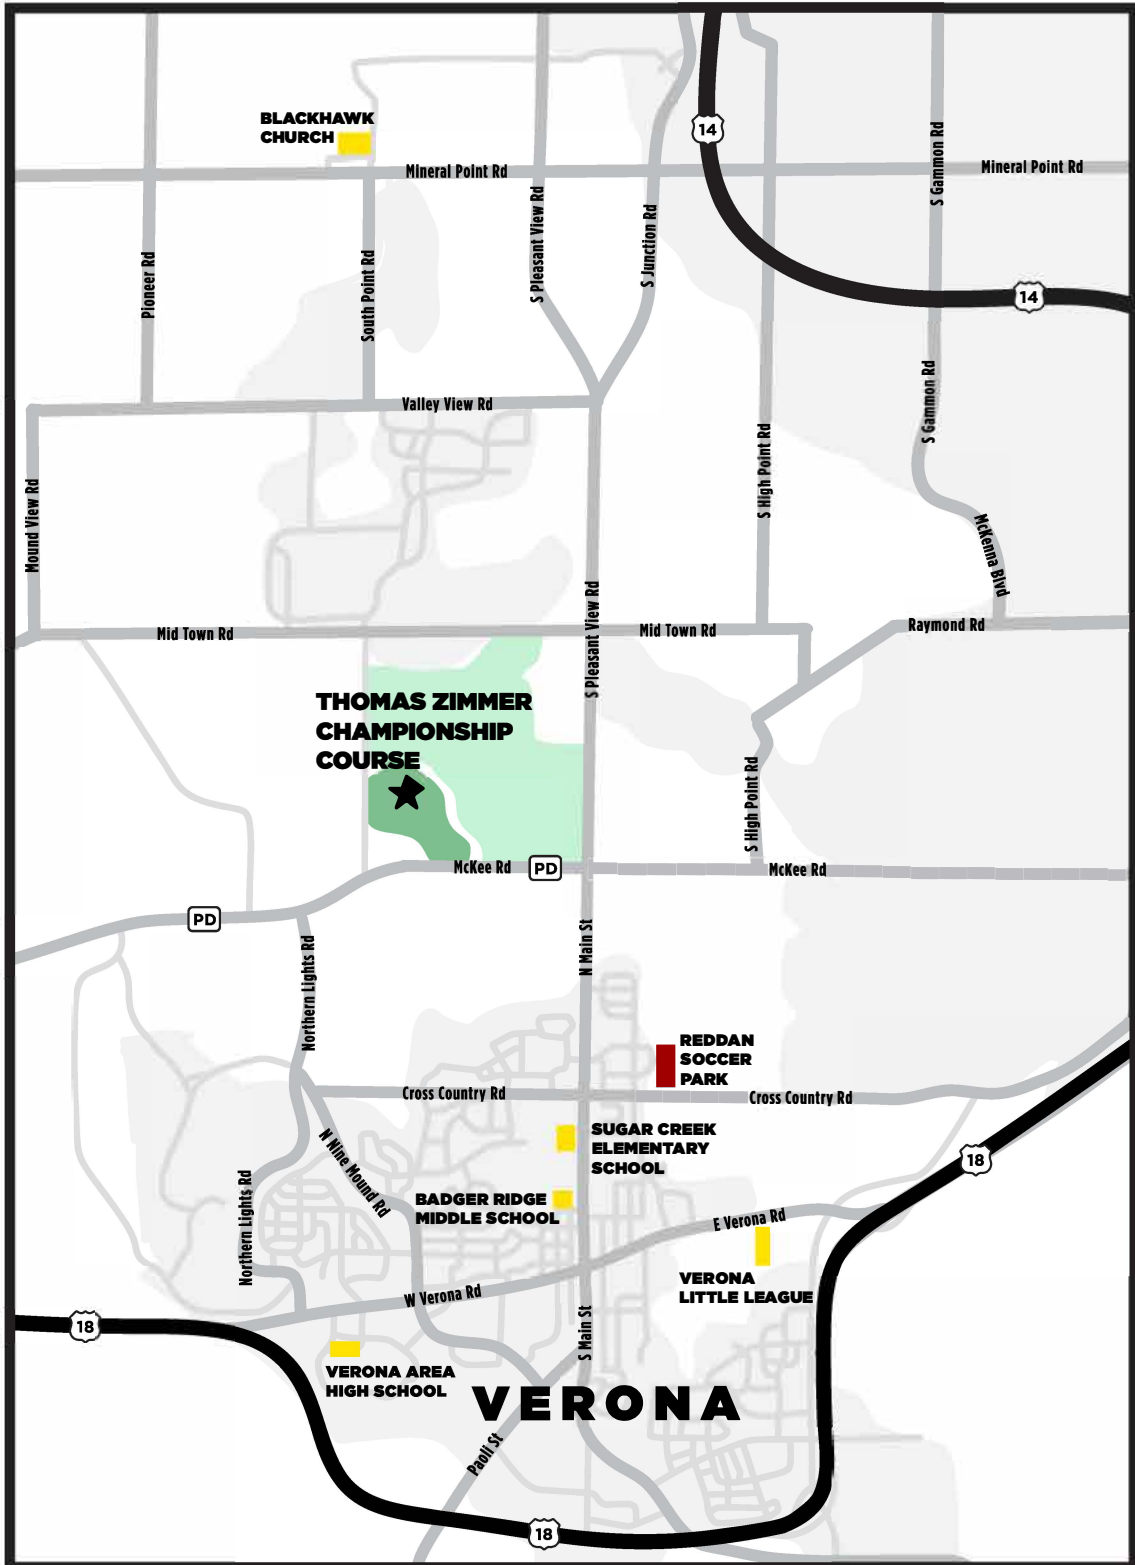 BLACKHAWK
CHURCH
14
Mineral Point Rd
Mineral Point Rd
S Gammon Rd
Pioneer Rd
South Point Rd
S Pleasant View Rd
S Junction Rd
14
Valley View Rd
S Gammon Rd
S High Point Rd
Mound View Rd
McKenna Blvd
Mid Town Rd
Mid Town Rd
Raymond Rd
S Pleasant View Rd
THOMAS ZIMMER
CHAMPIONSHIP
COURSE
S High Point Rd
McKee Rd
PD
McKee Rd
PD
N Main St
Northern Lights Rd
REDDAN
SOCCER
PARK
Cross Country Rd
Cross Country Rd
SUGAR CREEK
ELEMENTARY
SCHOOL
N Nine Mound Rd
18
BADGER RIDGE
MIDDLE SCHOOL
Northern Lights Rd
E Verona Rd
VERONA
LITTLE LEAGUE
W Verona Rd
18
S Main St
VERONA AREA
HIGH SCHOOL
VERONA
Paoli St
18